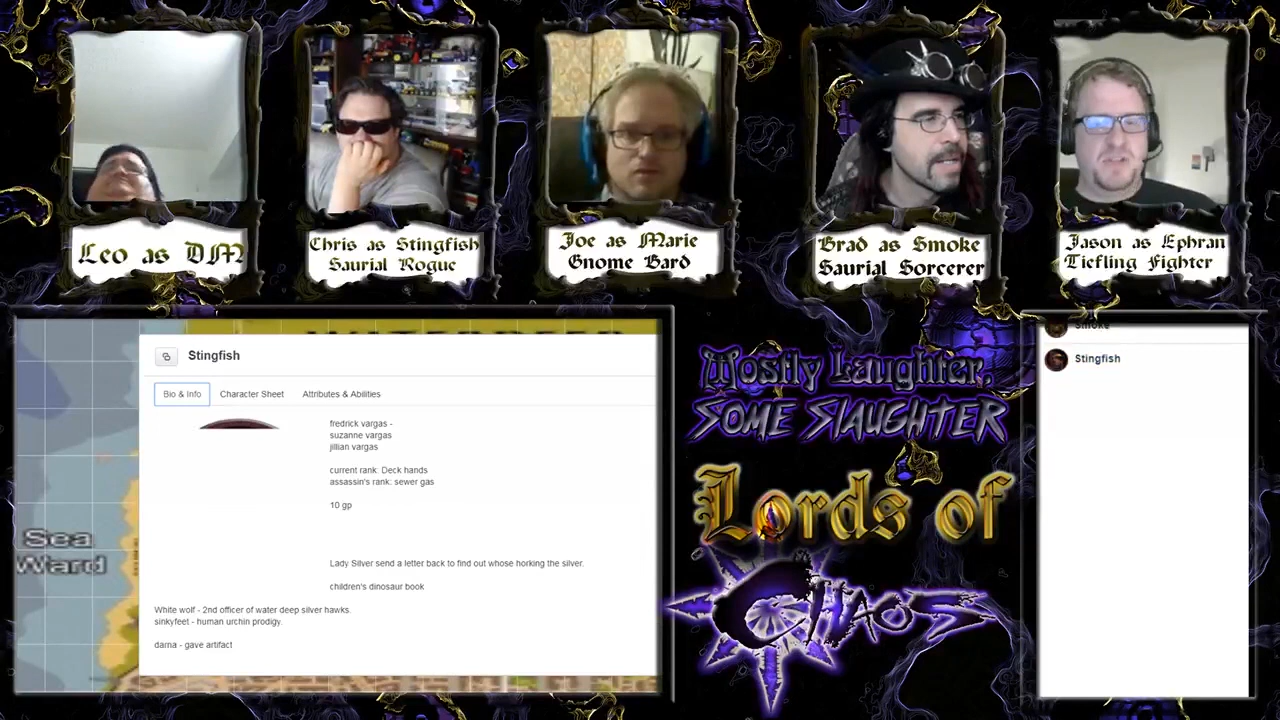 Leo as DM
Chris as Stingfish
Saurial Rogue
Joe as Marie
Gnome Bard
Brad as Smoke
Saurial Sorcerer
Jason as Ephran
Tiefling Fighter
Stingfish
Bio & Info
Character Sheet
Attributes & Abilities
fredrick vargas -
suzanne vargas
jillian vargas
current rank: Deck hands
assassin's rank: sewer gas
10 gp
Lady Silver send a letter back to find out whose horking the silver.
children's dinosaur book
White wolf - 2nd officer of water deep silver hawks.
sinkyfeet - human urchin prodigy.
darna - gave artifact
Sea
Ward
Mostly Laughter,
Some Slaughter
Lords of
Chaos
Smoke
Stingfish